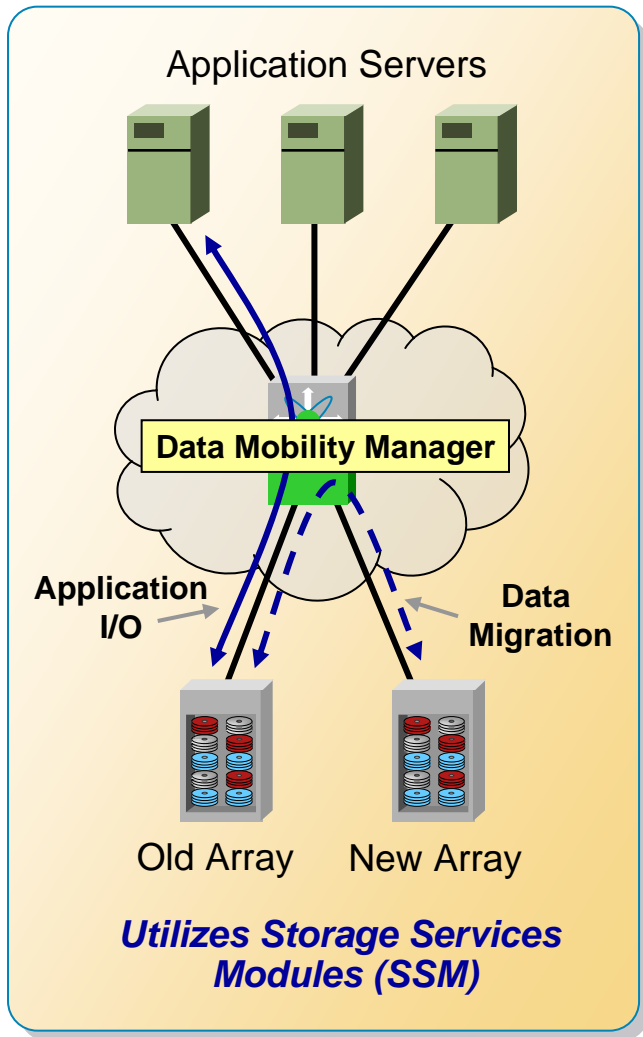 Application Servers
Data Mobility Manager
Application
I/O
Data
Migration
Old Array
New Array
Utilizes Storage Services
Modules (SSM)